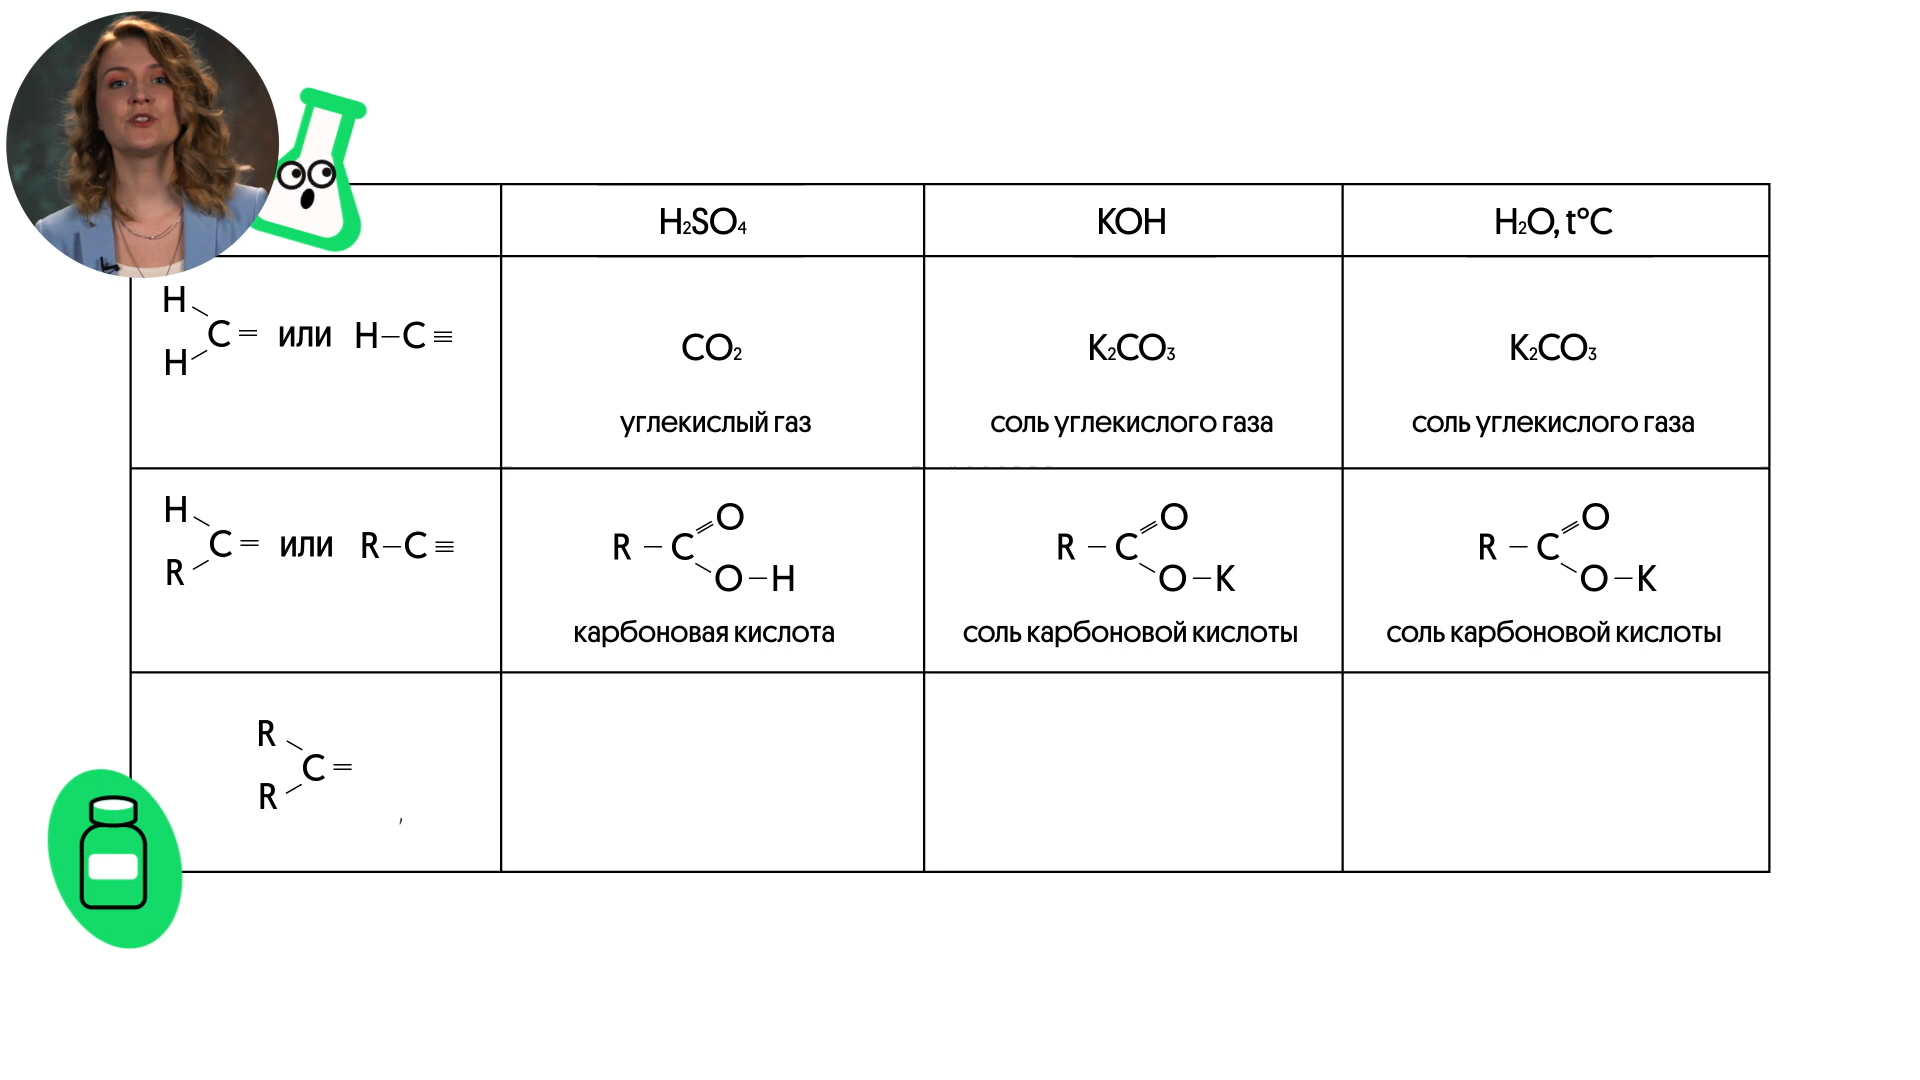 H₂SO₄ KOH H₂O, t°C
H
C = или H–C ≡
H
CO₂ K₂CO₃ K₂CO₃
углекислый газ соль углекислого газа соль углекислого газа
H
C = или R–C ≡
R
O O O
R – C R – C R – C
O – H O – K O – K
карбоновая кислота соль карбоновой кислоты соль карбоновой кислоты
R
C =
R